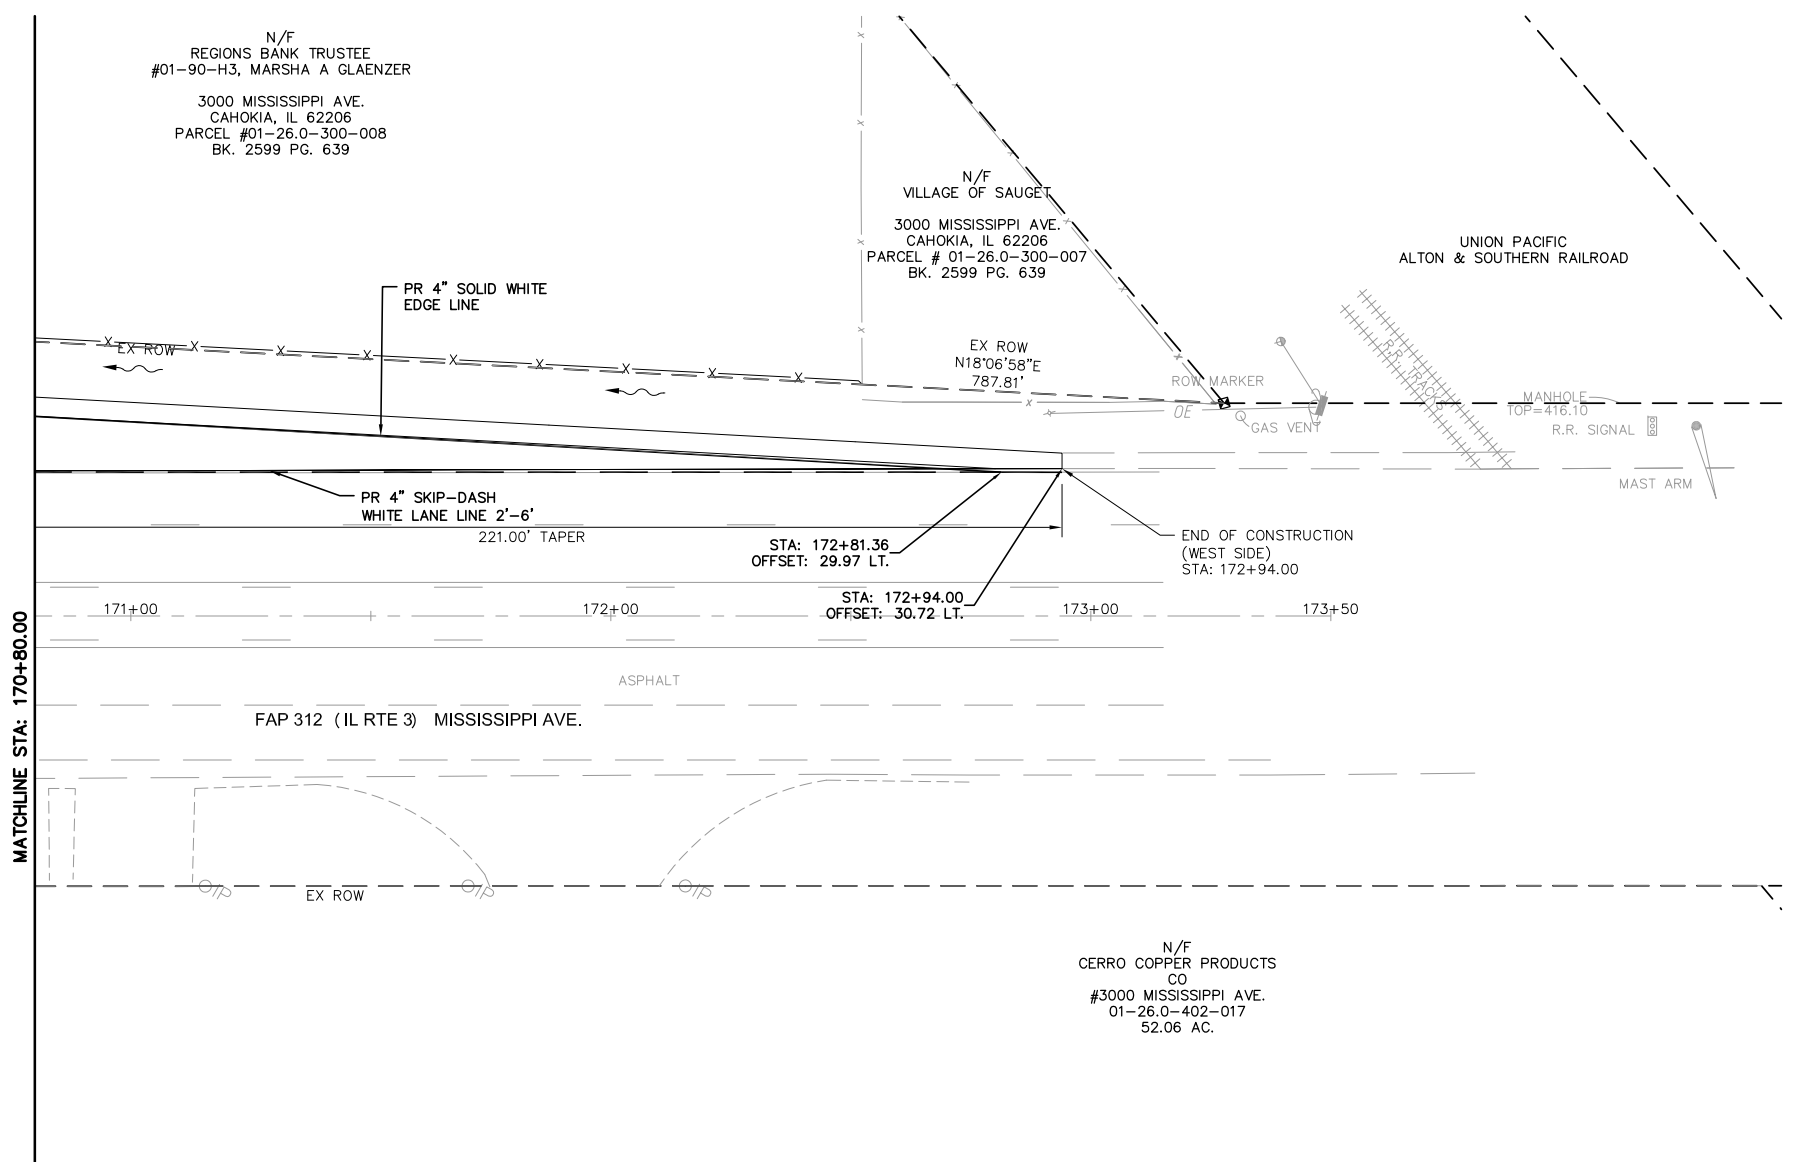 N/F
REGIONS BANK TRUSTEE
#01-90-H3, MARSHA A GLAENZER
3000 MISSISSIPPI AVE.
CAHOKIA, IL 62206
PARCEL #01-26.0-300-008
BK. 2599 PG. 639
N/F
VILLAGE OF SAUGET
3000 MISSISSIPPI AVE.
CAHOKIA, IL 62206
PARCEL # 01-26.0-300-007
BK. 2599 PG. 639
UNION PACIFIC
ALTON & SOUTHERN RAILROAD
PR 4" SOLID WHITE
EDGE LINE
EX ROW
EX ROW
N18°06'58"E
787.81'
ROW MARKER
OE
GAS VENT
R.R. TRACKS
MANHOLE
TOP=416.10
R.R. SIGNAL
MAST ARM
PR 4" SKIP-DASH
WHITE LANE LINE 2'-6'
221.00' TAPER
STA: 172+81.36
OFFSET: 29.97 LT.
END OF CONSTRUCTION
(WEST SIDE)
STA: 172+94.00
STA: 172+94.00
OFFSET: 30.72 LT.
171+00
172+00
173+00
173+50
MATCHLINE STA: 170+80.00
ASPHALT
FAP 312 (IL RTE 3) MISSISSIPPI AVE.
EX ROW
N/F
CERRO COPPER PRODUCTS
CO
#3000 MISSISSIPPI AVE.
01-26.0-402-017
52.06 AC.